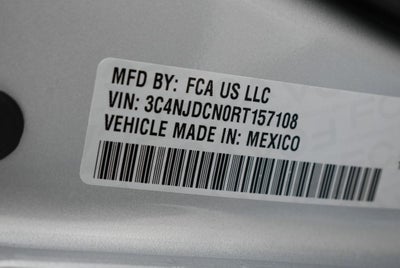 MFD BY: FCA US LLC
VIN: 3C4NJDCN0RT157108
VEHICLE MADE IN: MEXICO